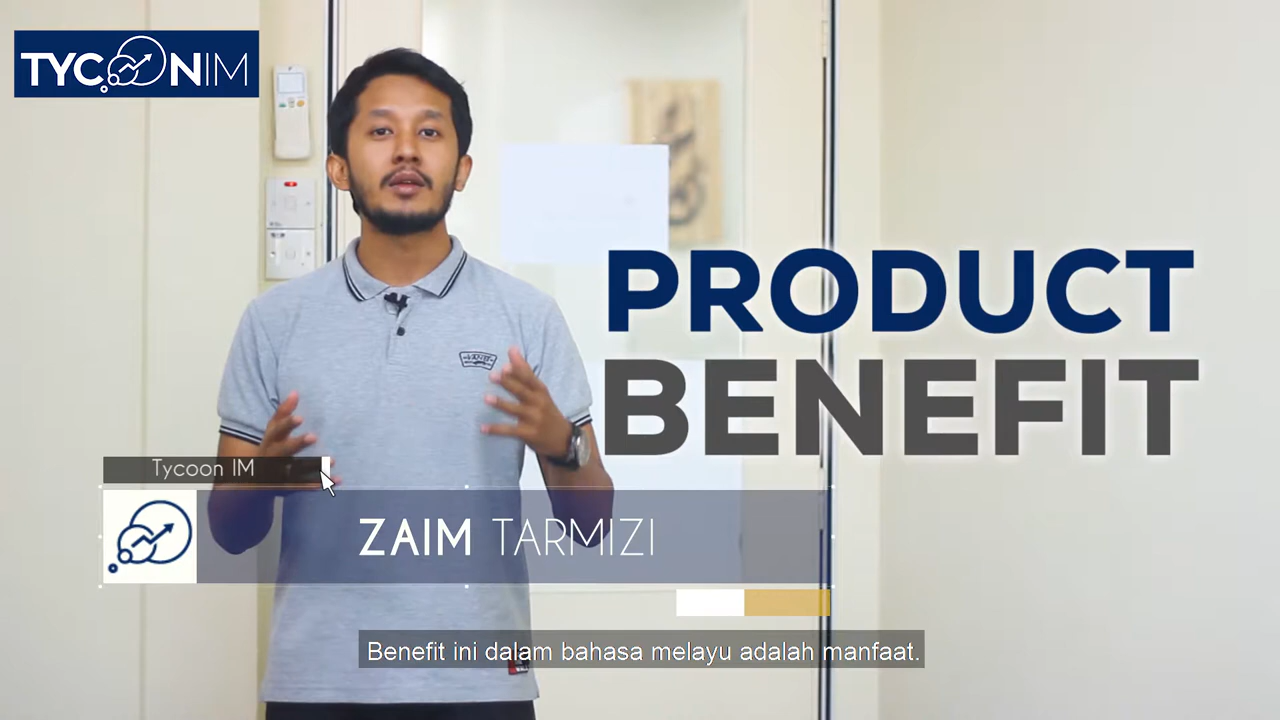 TYCOONIM
PRODUCT
BENEFIT
Tycoon IM
ZAIM TARMIZI
Benefit ini dalam bahasa melayu adalah manfaat.